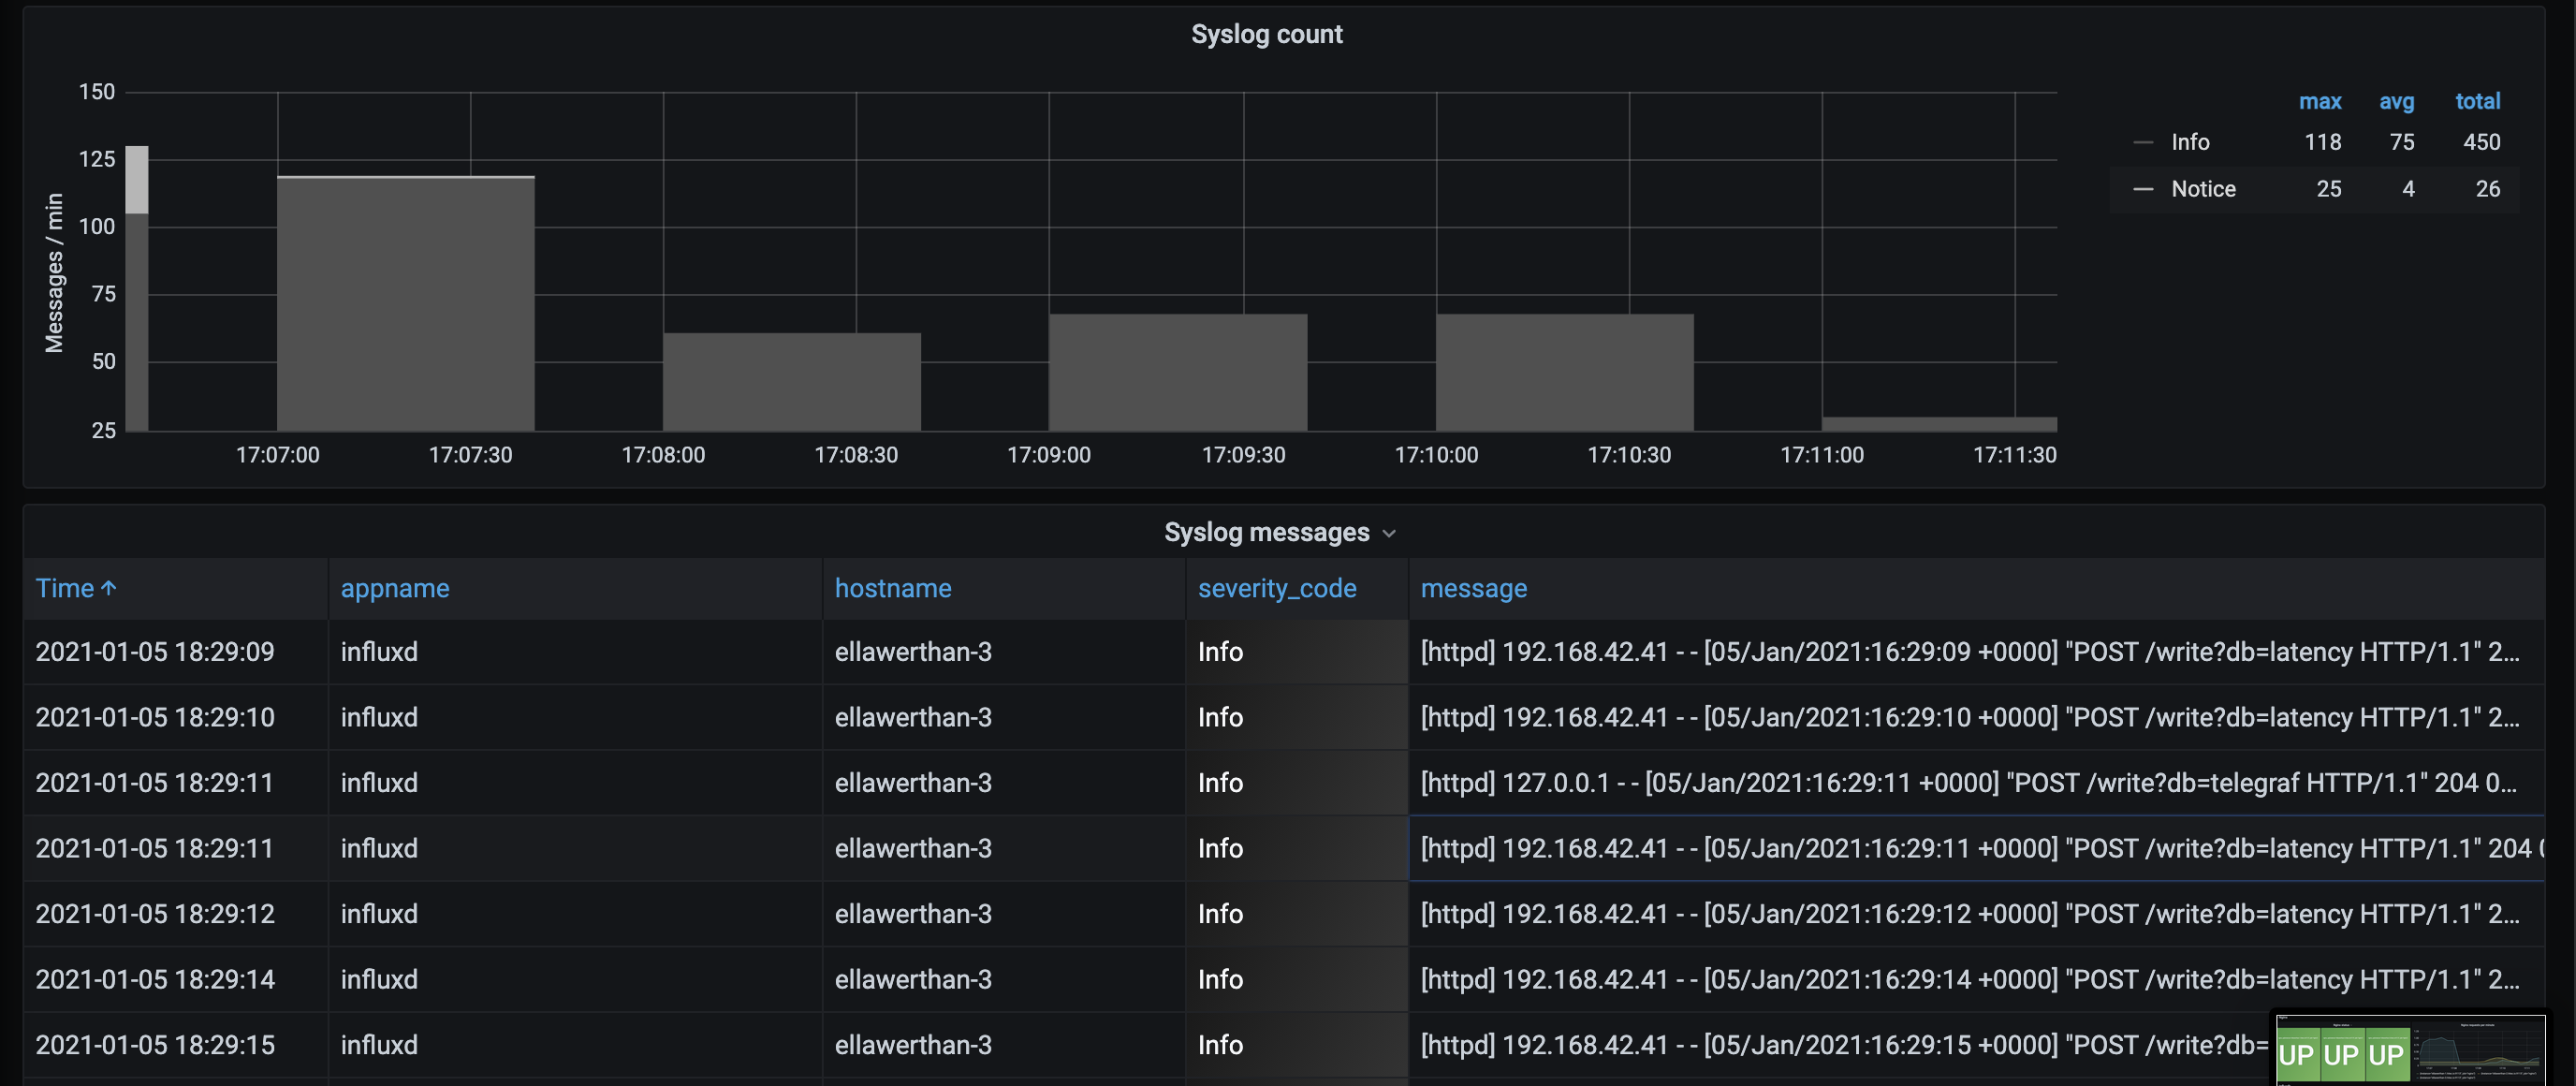 Syslog count
max avg total
Info 118 75 450
Notice 25 4 26
Messages / min
150
125
100
75
50
25
17:07:00 17:07:30 17:08:00 17:08:30 17:09:00 17:09:30 17:10:00 17:10:30 17:11:00 17:11:30
Syslog messages
Time appname hostname severity_code message
2021-01-05 18:29:09 influxd ellawerthan-3 Info [httpd] 192.168.42.41 - - [05/Jan/2021:16:29:09 +0000] "POST /write?db=latency HTTP/1.1" 2...
2021-01-05 18:29:10 influxd ellawerthan-3 Info [httpd] 192.168.42.41 - - [05/Jan/2021:16:29:10 +0000] "POST /write?db=latency HTTP/1.1" 2...
2021-01-05 18:29:11 influxd ellawerthan-3 Info [httpd] 127.0.0.1 - - [05/Jan/2021:16:29:11 +0000] "POST /write?db=telegraf HTTP/1.1" 204 0...
2021-01-05 18:29:11 influxd ellawerthan-3 Info [httpd] 192.168.42.41 - - [05/Jan/2021:16:29:11 +0000] "POST /write?db=latency HTTP/1.1" 204
2021-01-05 18:29:12 influxd ellawerthan-3 Info [httpd] 192.168.42.41 - - [05/Jan/2021:16:29:12 +0000] "POST /write?db=latency HTTP/1.1" 2...
2021-01-05 18:29:14 influxd ellawerthan-3 Info [httpd] 192.168.42.41 - - [05/Jan/2021:16:29:14 +0000] "POST /write?db=latency HTTP/1.1" 2...
2021-01-05 18:29:15 influxd ellawerthan-3 Info [httpd] 192.168.42.41 - - [05/Jan/2021:16:29:15 +0000] "POST /write?db=
UP UP UP